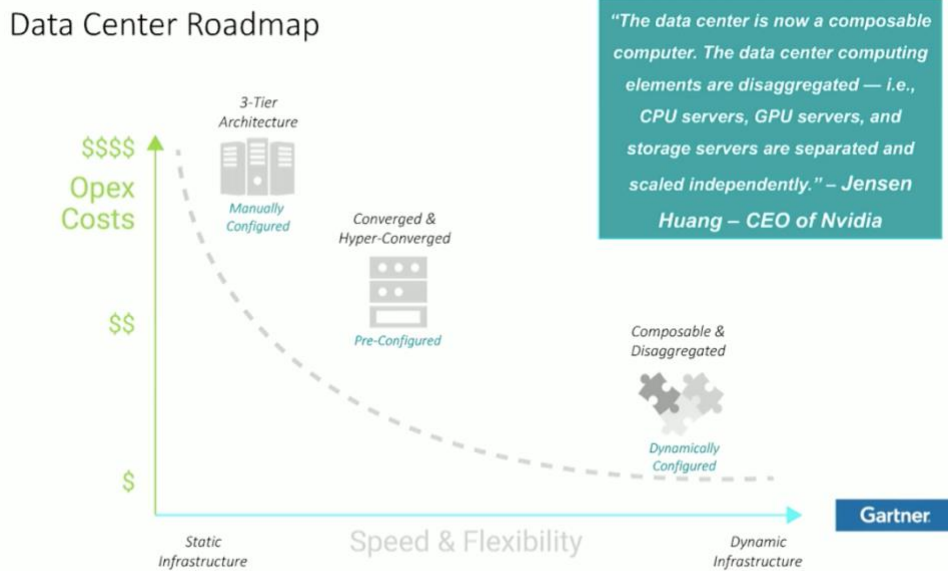 Data Center Roadmap
“The data center is now a composable
computer. The data center computing
elements are disaggregated — i.e.,
CPU servers, GPU servers, and
storage servers are separated and
scaled independently.” – Jensen
Huang – CEO of Nvidia
$$$$
Opex
Costs
$$
$
3-Tier
Architecture
Manually
Configured
Converged &
Hyper-Converged
Pre-Configured
Composable &
Disaggregated
Dynamically
Configured
Static
Infrastructure
Speed & Flexibility
Dynamic
Infrastructure
Gartner